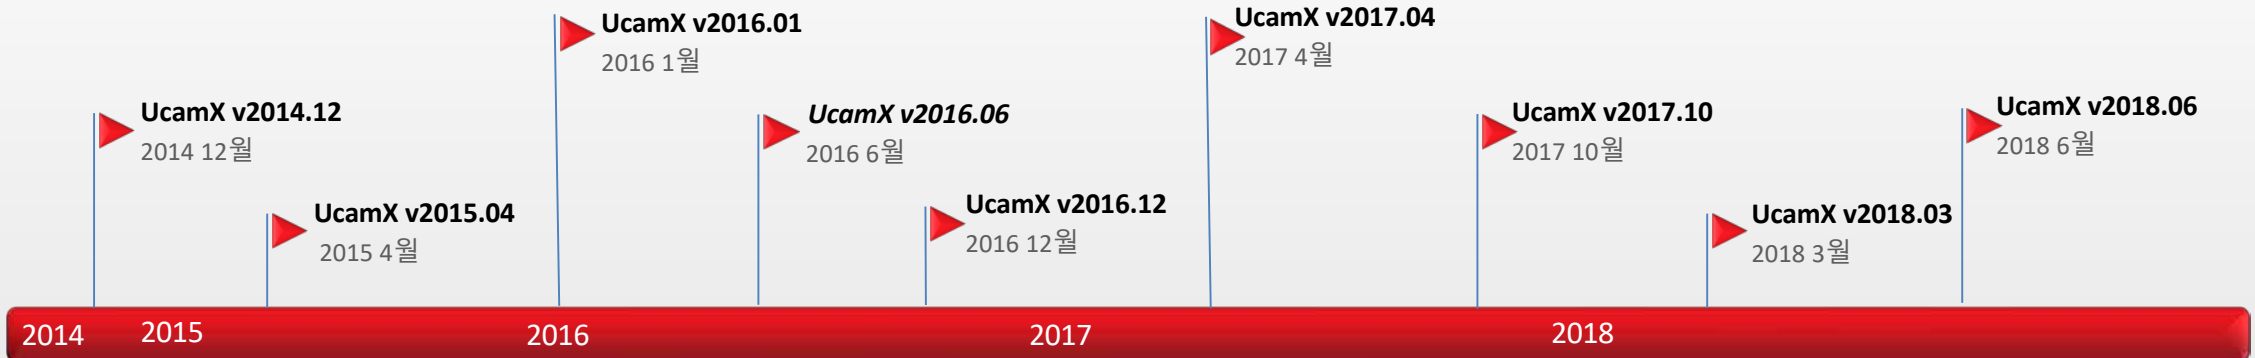 UcamX v2014.12
2014 12월
UcamX v2015.04
2015 4월
UcamX v2016.01
2016 1월
UcamX v2016.06
2016 6월
UcamX v2016.12
2016 12월
UcamX v2017.04
2017 4월
UcamX v2017.10
2017 10월
UcamX v2018.03
2018 3월
UcamX v2018.06
2018 6월
2014 2015 2016 2017 2018